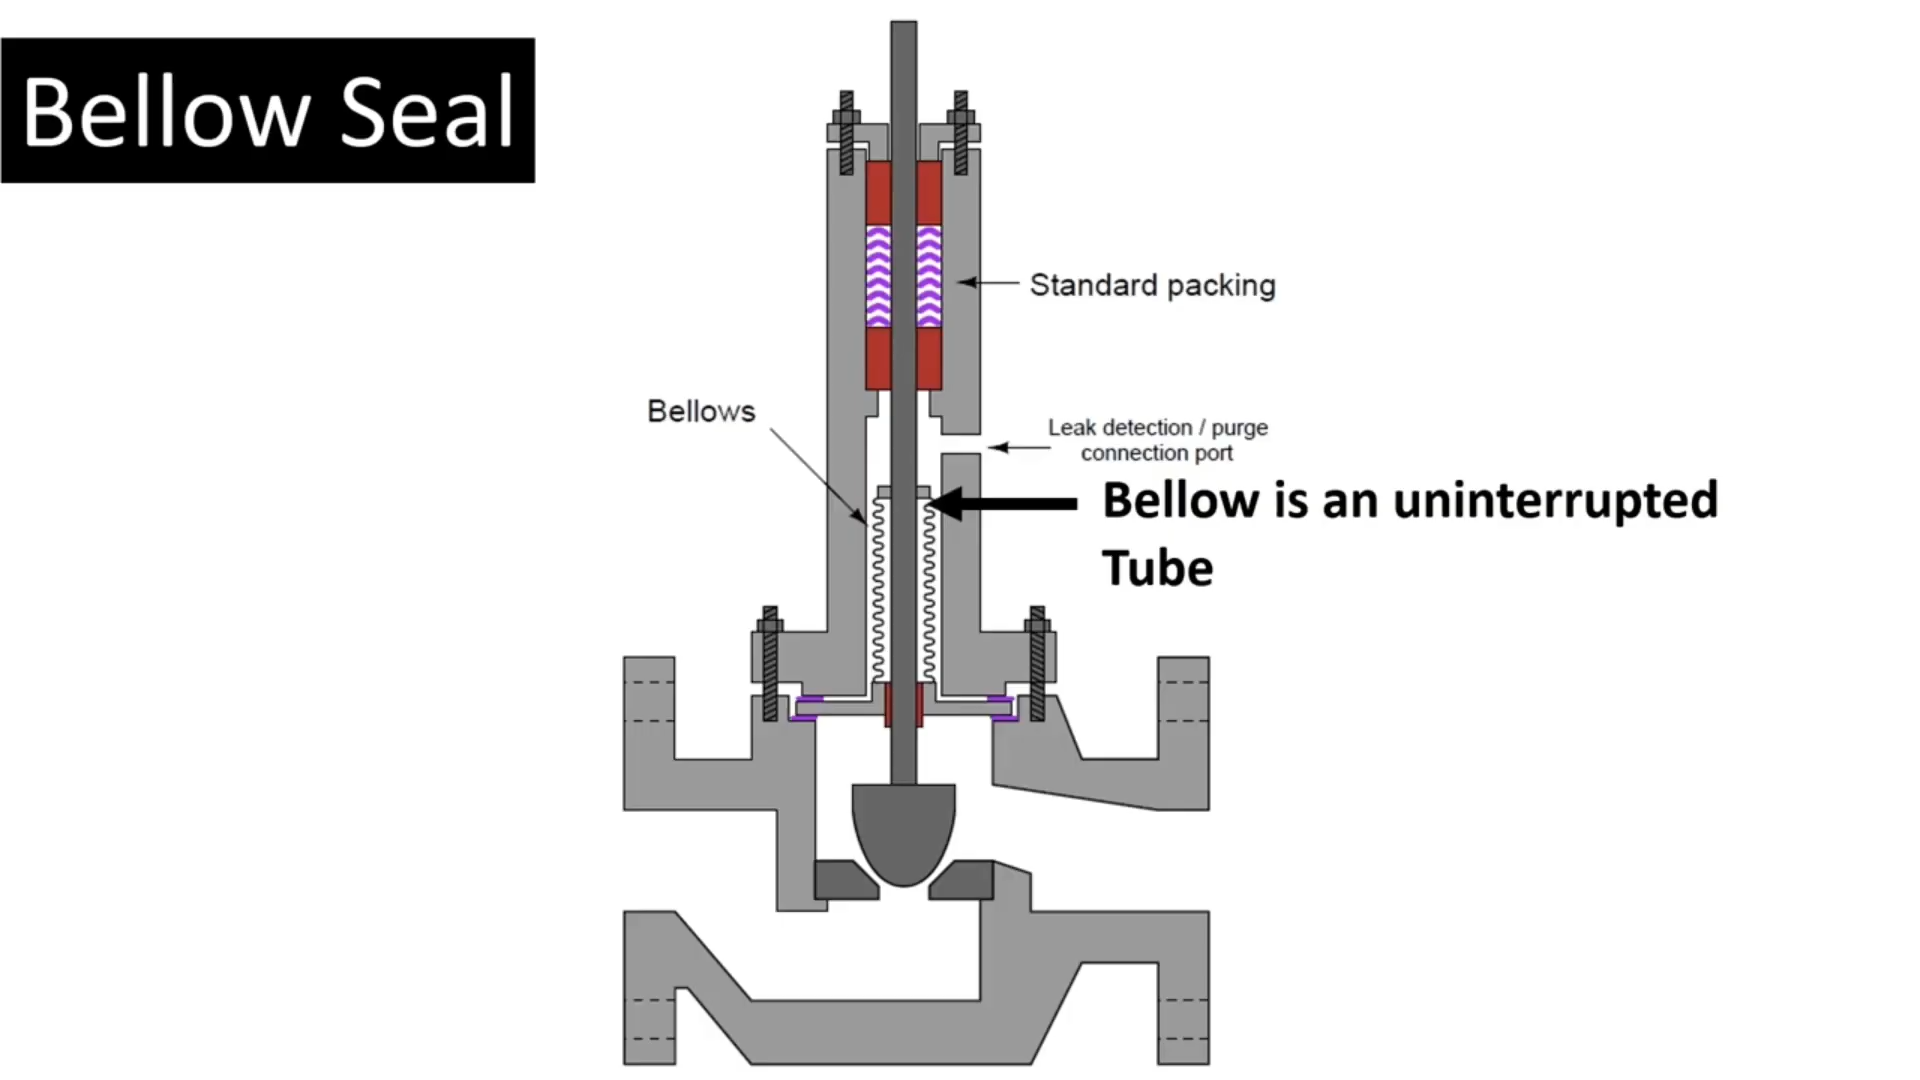 Bellow Seal
Standard packing
Bellows
Leak detection / purge
connection port
Bellow is an uninterrupted
Tube